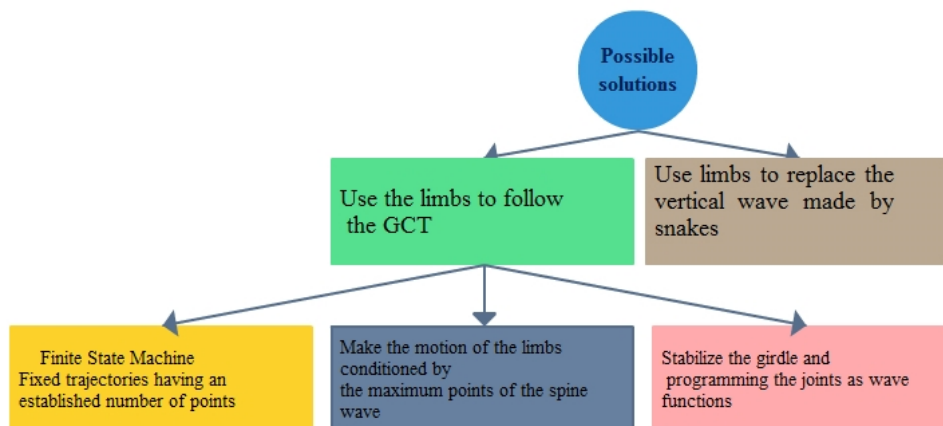 Possible
solutions
Use the limbs to follow
the GCT
Use limbs to replace the
vertical wave made by
snakes
Finite State Machine
Fixed trajectories having an
established number of points
Make the motion of the limbs
conditioned by
the maximum points of the spine
wave
Stabilize the girdle and
programming the joints as wave
functions